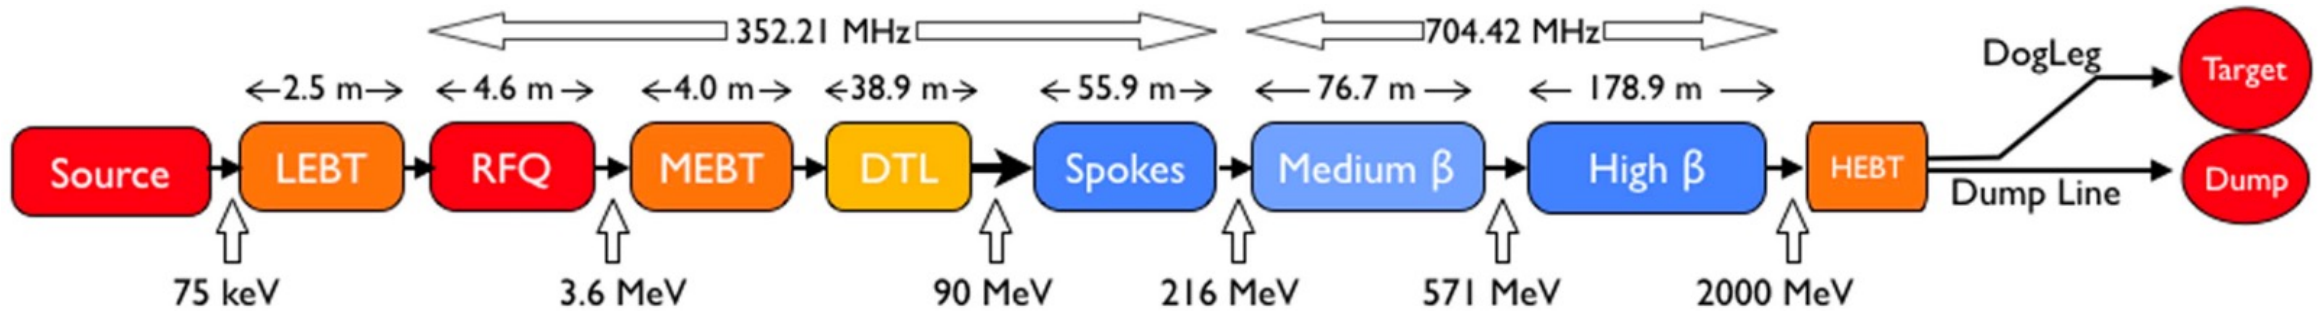 352.21 MHz
704.42 MHz
2.5 m
4.6 m
4.0 m
38.9 m
55.9 m
76.7 m
178.9 m
DogLeg
Target
Source
LEBT
RFQ
MEBT
DTL
Spokes
Medium β
High β
HEBT
Dump Line
Dump
75 keV
3.6 MeV
90 MeV
216 MeV
571 MeV
2000 MeV